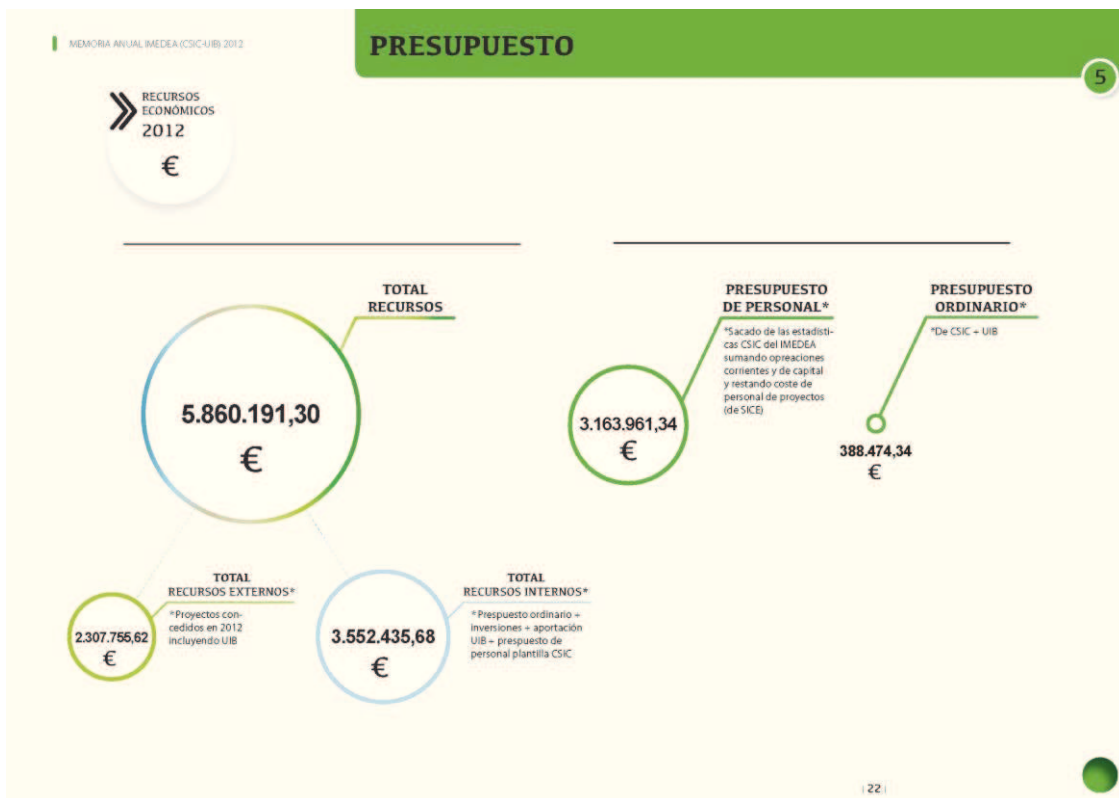 MEMORIA ANUAL IMEDEA (CSIC-UIB) 2012
PRESUPUESTO
5
RECURSOS
ECONÓMICOS
2012
€
TOTAL
RECURSOS
5.860.191,30
€
TOTAL
RECURSOS EXTERNOS*
*Proyectos con-
cedidos en 2012
incluyendo UIB
2.307.755,62
€
TOTAL
RECURSOS INTERNOS*
*Prespuesto ordinario +
inversiones + aportación
UIB + prespuesto de
personal plantilla CSIC
3.552.435,68
€
PRESUPUESTO
DE PERSONAL*
*Sacado de las estadísti-
cas CSIC del IMEDEA
sumando opreaciones
corrientes y de capital
y restando coste de
personal de proyectos
(de SICE)
3.163.961,34
€
PRESUPUESTO
ORDINARIO*
*De CSIC + UIB
388.474,34
€
| 22 |